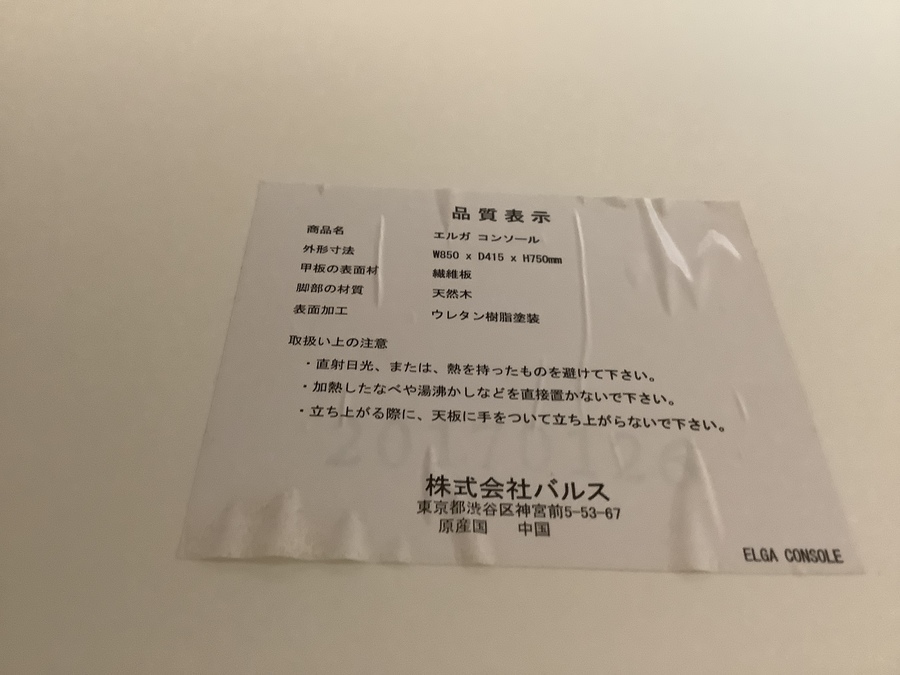 品質表示
商品名 エルガ コンソール
外形寸法 W850 x D415 x H750mm
甲板の表面材 繊維板
脚部の材質 天然木
表面加工 ウレタン樹脂塗装
取扱い上の注意
・直射日光、または、熱を持ったものを避けて下さい。
・加熱したなべや湯沸かしなどを直接置かないで下さい。
・立ち上がる際に、天板に手をついて立ち上がらないで下さい。
20170126
株式会社バルス
東京都渋谷区神宮前5-53-67
原産国 中国
ELGA CONSOLE